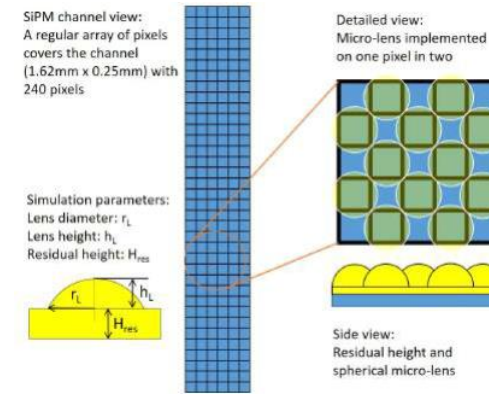 SiPM channel view:
A regular array of pixels
covers the channel
(1.62mm x 0.25mm) with
240 pixels
Detailed view:
Micro-lens implemented
on one pixel in two
Simulation parameters:
Lens diameter: rL
Lens height: hL
Residual height: Hres
rL
hL
Hres
Side view:
Residual height and
spherical micro-lens